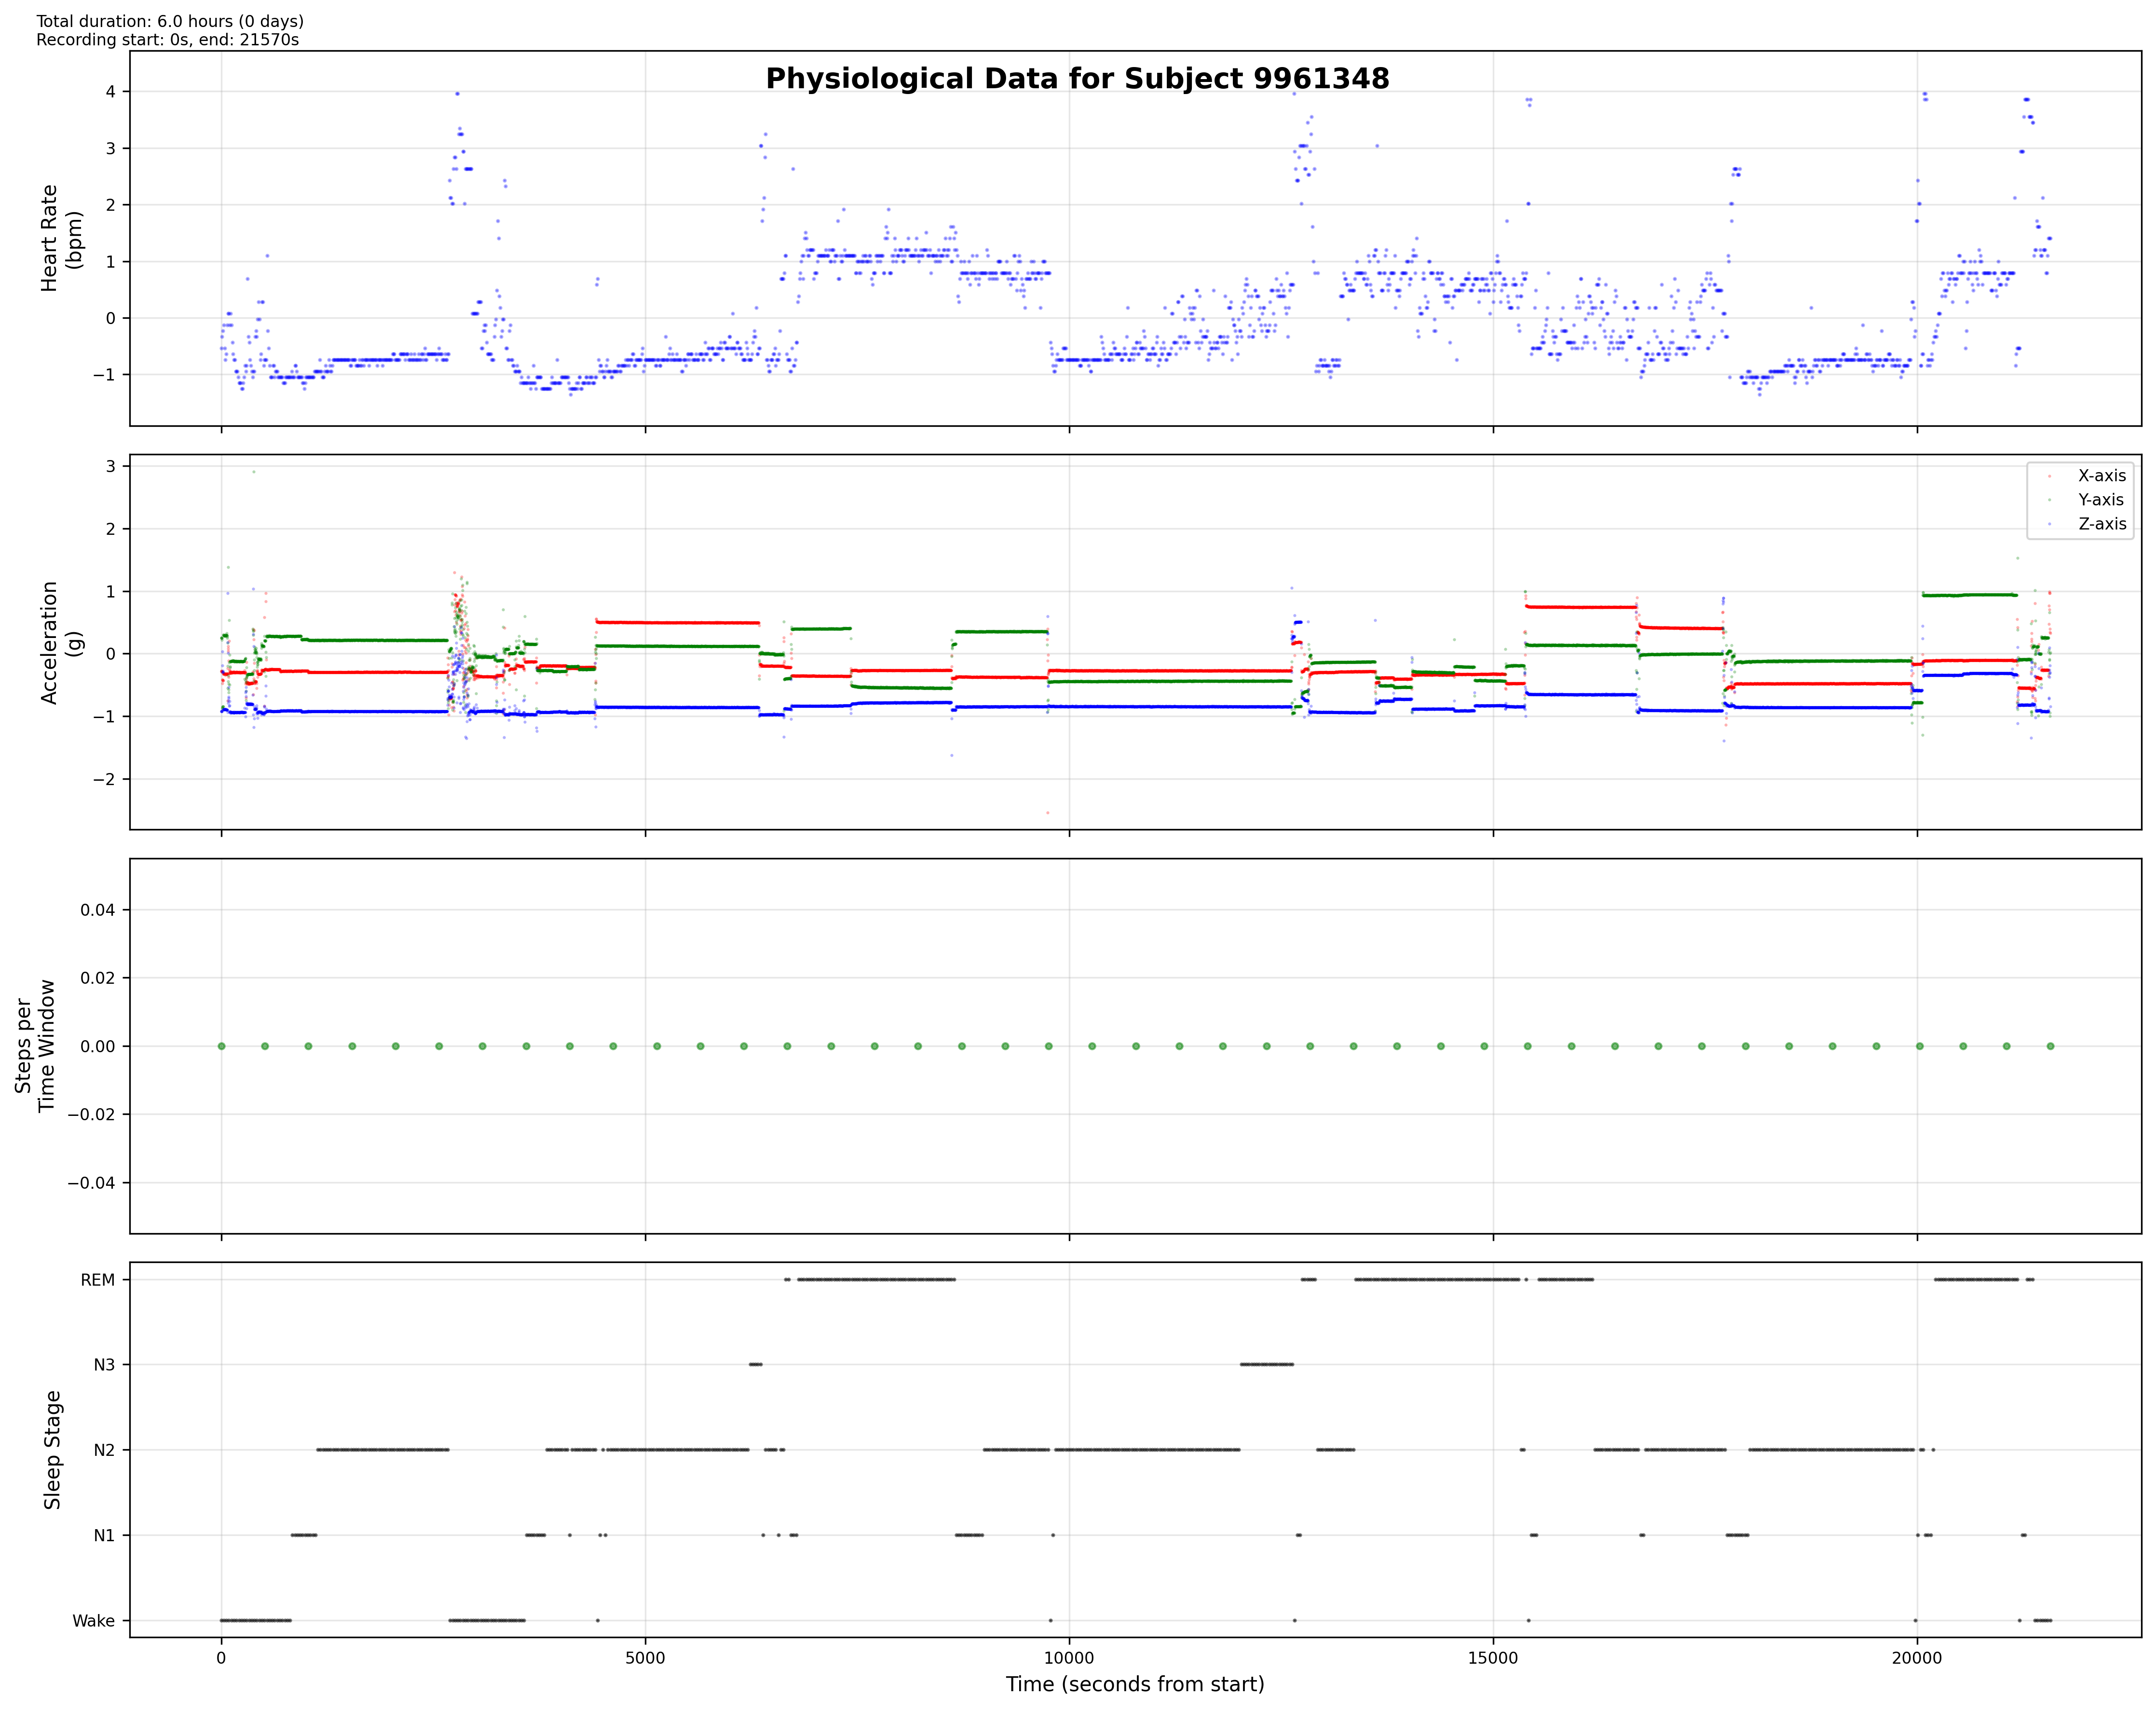 Total duration: 6.0 hours (0 days)
Recording start: 0s, end: 21570s
Physiological Data for Subject 9961348
Heart Rate
(bpm)
4
3
2
1
0
−1
Acceleration
(g)
3
2
1
0
−1
−2
X-axis
Y-axis
Z-axis
Steps per
Time Window
0.04
0.02
0.00
−0.02
−0.04
Sleep Stage
REM
N3
N2
N1
Wake
0
5000
10000
15000
20000
Time (seconds from start)